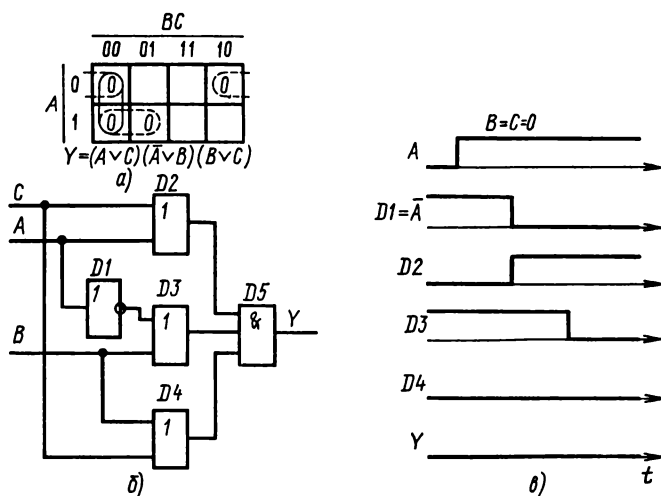 BC
00 01 11 10
A
0 0 0
1 0 0
Y=(A∨C)(A̅∨B)(B∨C)
а)
C
A
B
D1
1
D2
1
D3
1
D4
1
D5
&
Y
б)
B=C=0
A
D1=A̅
D2
D3
D4
Y
t
в)